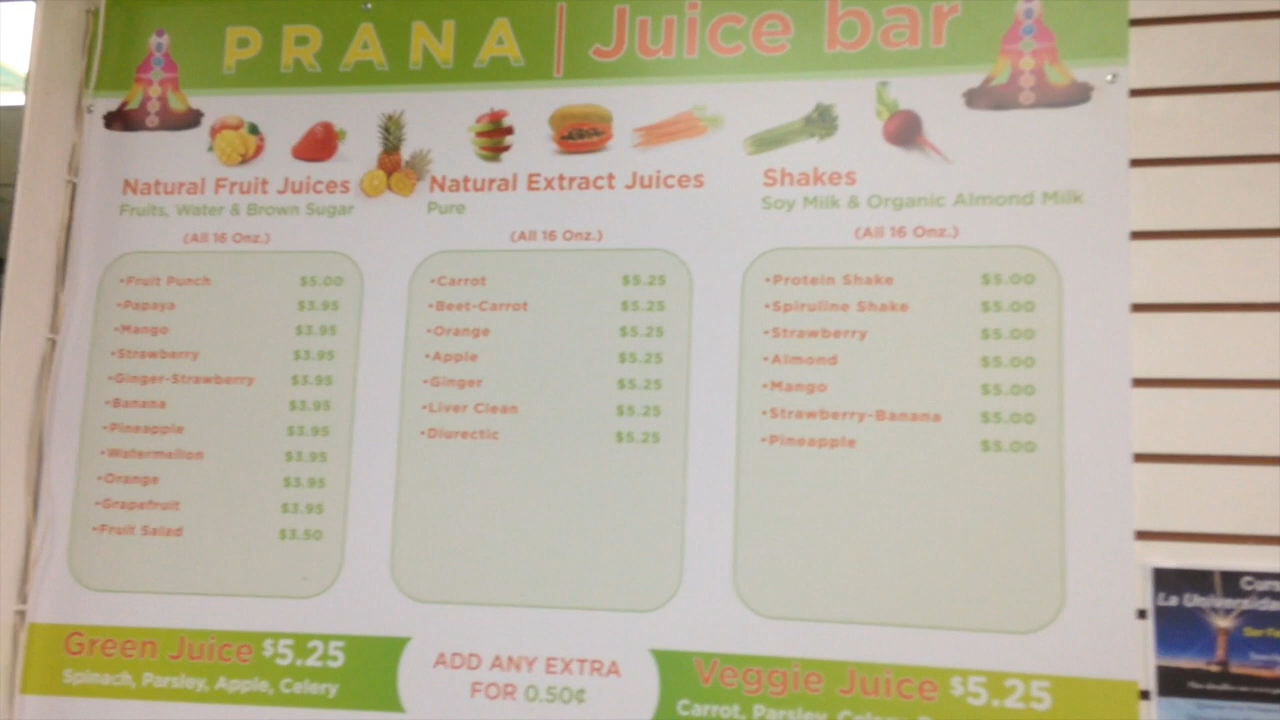 PRANA | Juice bar
Natural Fruit Juices
Fruits, Water & Brown Sugar
(All 16 Onz.)
•Fruit Punch $5.00
•Papaya $3.95
•Mango $3.95
•Strawberry $3.95
•Ginger-Strawberry $3.95
•Banana $3.95
•Pineapple $3.95
•Watermellon $3.95
•Orange $3.95
•Grapefruit $3.95
•Fruit Salad $3.50
Natural Extract Juices
Pure
(All 16 Onz.)
•Carrot $5.25
•Beet-Carrot $5.25
•Orange $5.25
•Apple $5.25
•Ginger $5.25
•Liver Clean $5.25
•Diurectic $5.25
Shakes
Soy Milk & Organic Almond Milk
(All 16 Onz.)
•Protein Shake $5.00
•Spiruline Shake $5.00
•Strawberry $5.00
•Almond $5.00
•Mango $5.00
•Strawberry-Banana $5.00
•Pineapple $5.00
Green Juice $5.25
Spinach, Parsley, Apple, Celery
ADD ANY EXTRA
FOR 0.50¢
Veggie Juice $5.25
Carrot, Parsley,
La